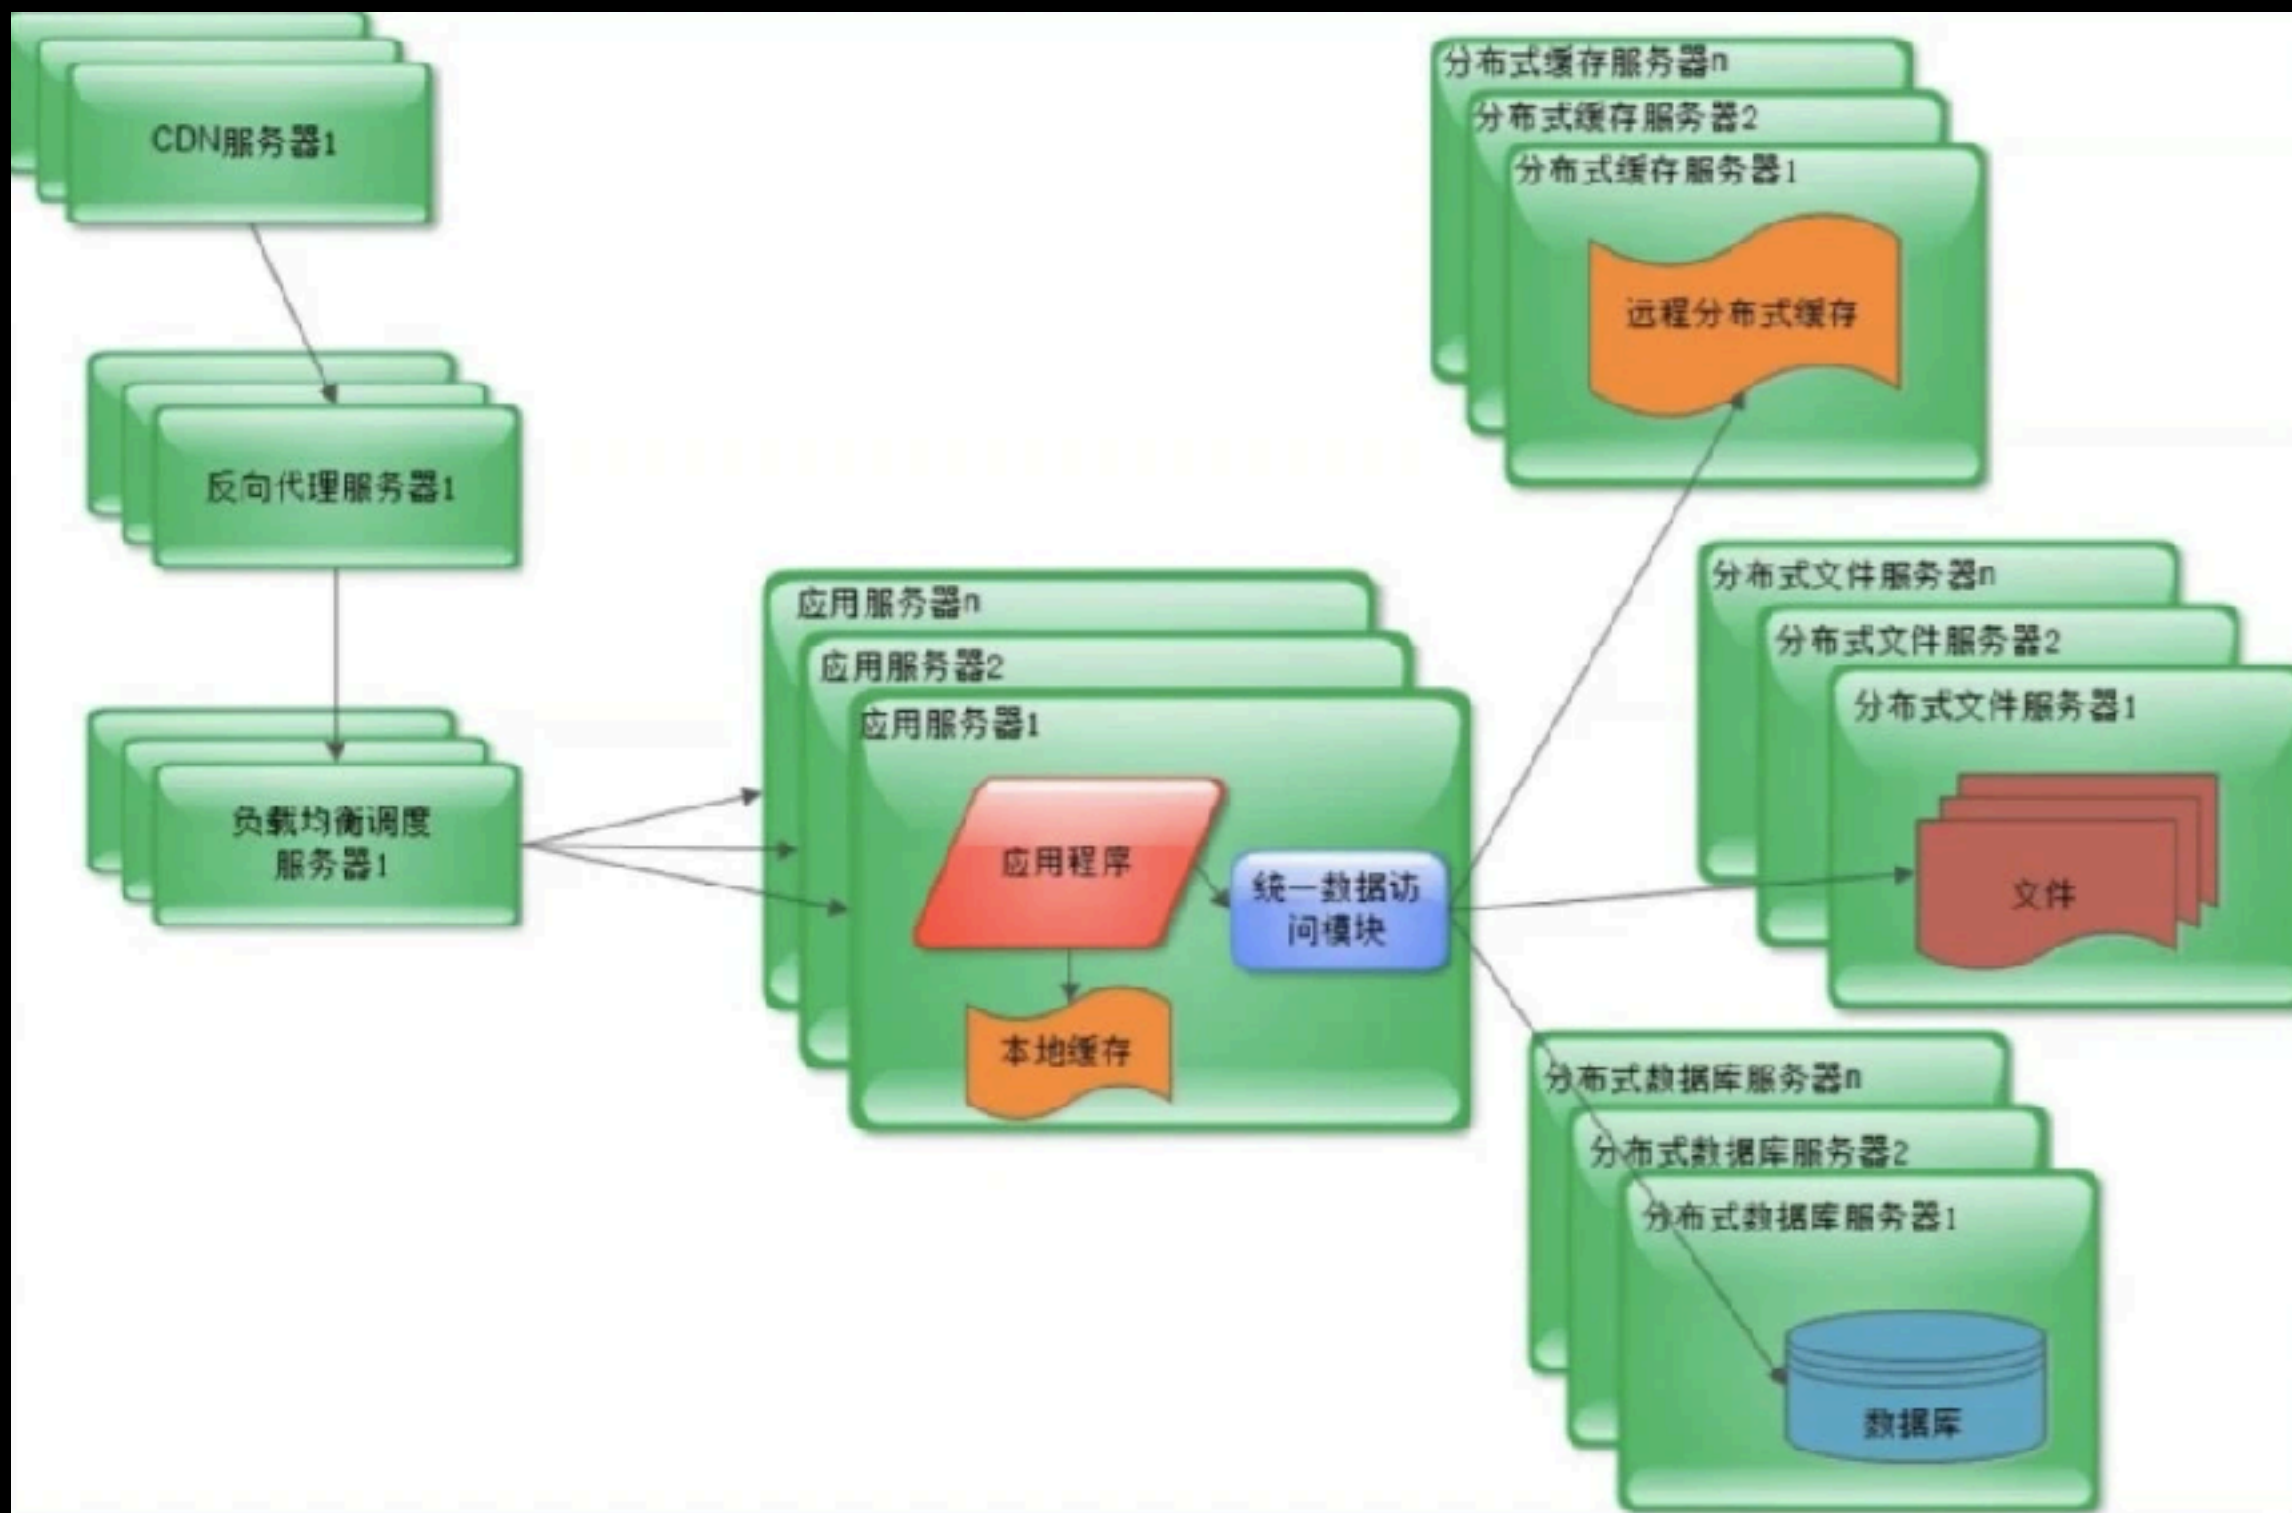 CDN服务器1
反向代理服务器1
负载均衡调度
服务器1
应用服务器n
应用服务器2
应用服务器1
应用程序
统一数据访
问模块
本地缓存
分布式缓存服务器n
分布式缓存服务器2
分布式缓存服务器1
远程分布式缓存
分布式文件服务器n
分布式文件服务器2
分布式文件服务器1
文件
分布式数据库服务器n
分布式数据库服务器2
分布式数据库服务器1
数据库